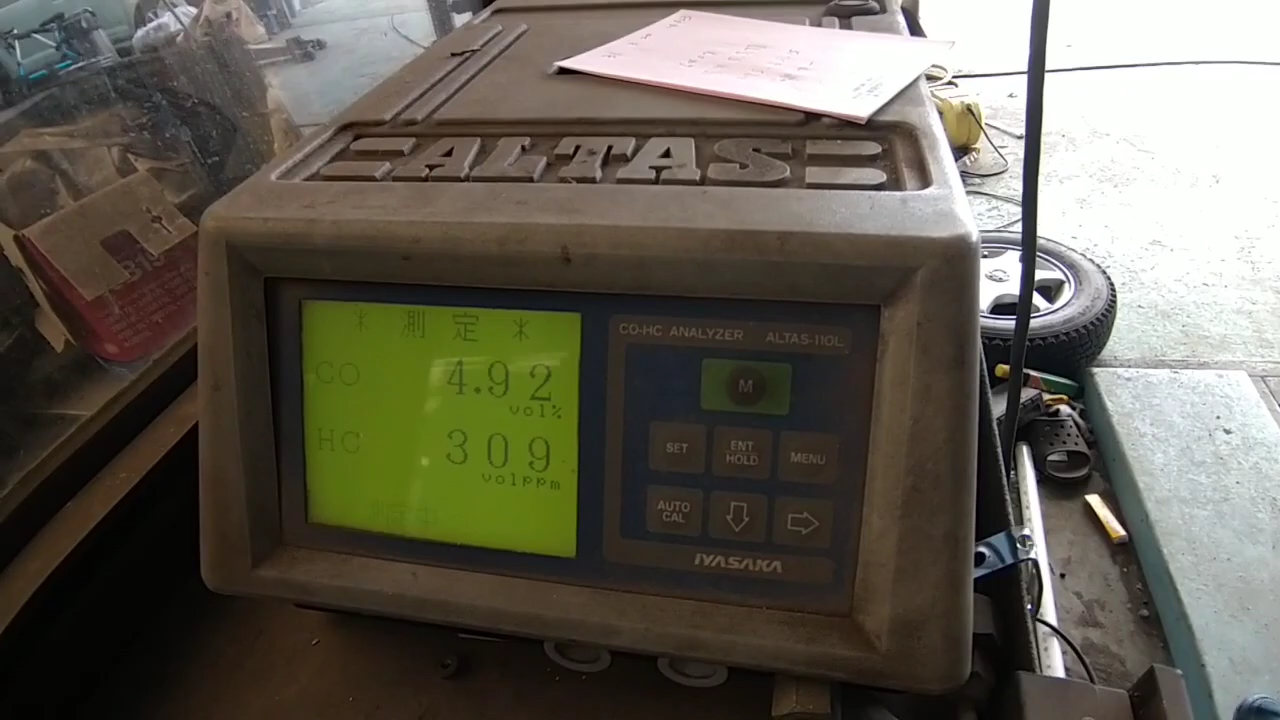 ALTAS
＊ 測 定 ＊
CO 4.92
vol%
HC 309
volppm
CO-HC ANALYZER ALTAS-110L
M
SET
ENT
HOLD
MENU
AUTO
CAL
IYASAKA